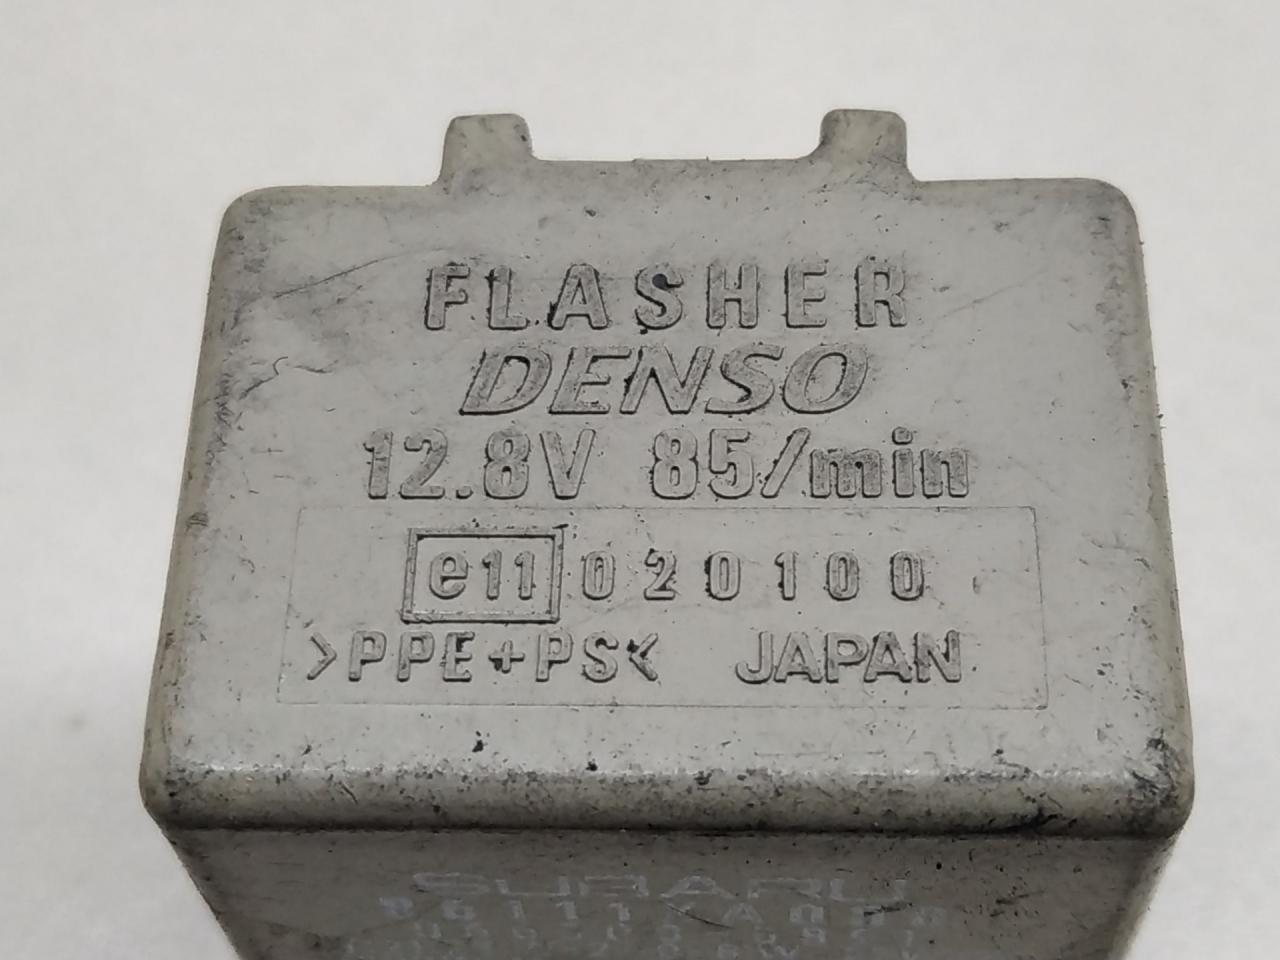 FLASHER
DENSO
12.8V 85/min
e11 020100
>PPE+PS< JAPAN
SUBARU